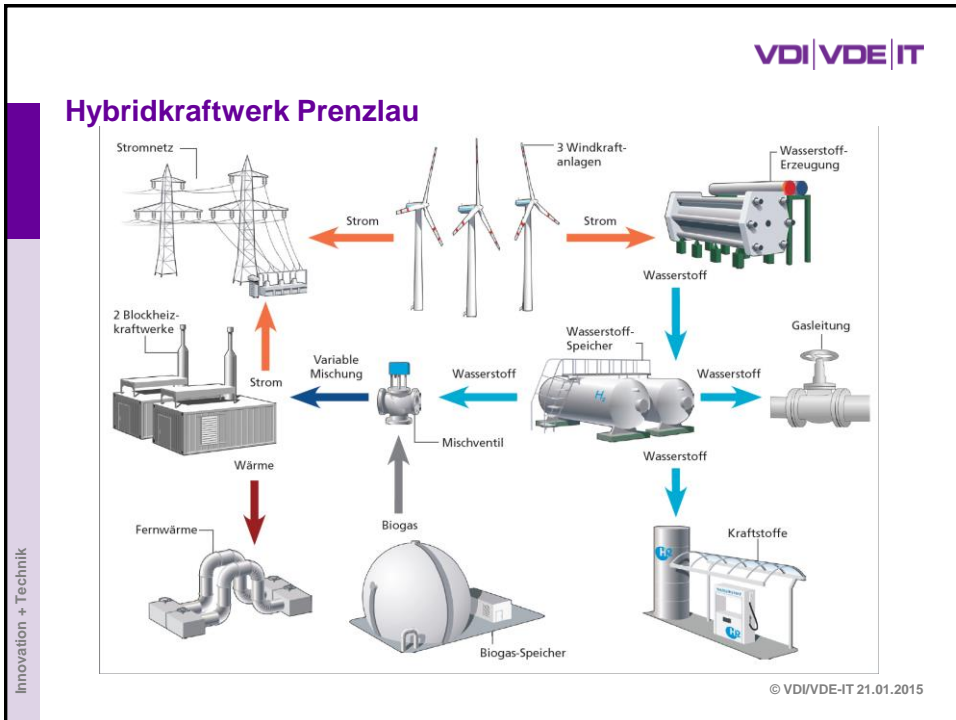 VDI|VDE|IT
Hybridkraftwerk Prenzlau
Stromnetz
3 Windkraft-
anlagen
Wasserstoff-
Erzeugung
Strom
Strom
Wasserstoff
2 Blockheiz-
kraftwerke
Strom
Variable
Mischung
Wasserstoff
Wasserstoff-
Speicher
H₂
Wasserstoff
Gasleitung
Mischventil
Wärme
Wasserstoff
Fernwärme
Biogas
Kraftstoffe
H2
H2
Biogas-Speicher
Innovation + Technik
© VDI/VDE-IT 21.01.2015